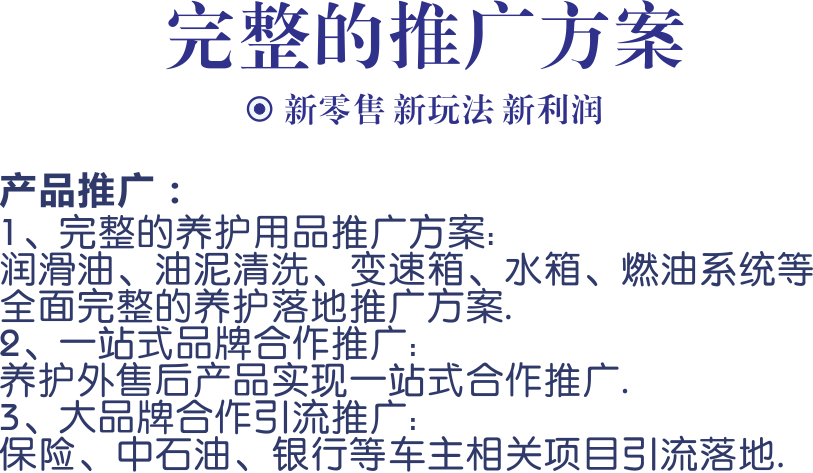 完整的推广方案
新零售 新玩法 新利润
产品推广：
1、完整的养护用品推广方案:
润滑油、油泥清洗、变速箱、水箱、燃油系统等
全面完整的养护落地推广方案.
2、一站式品牌合作推广:
养护外售后产品实现一站式合作推广.
3、大品牌合作引流推广:
保险、中石油、银行等车主相关项目引流落地.